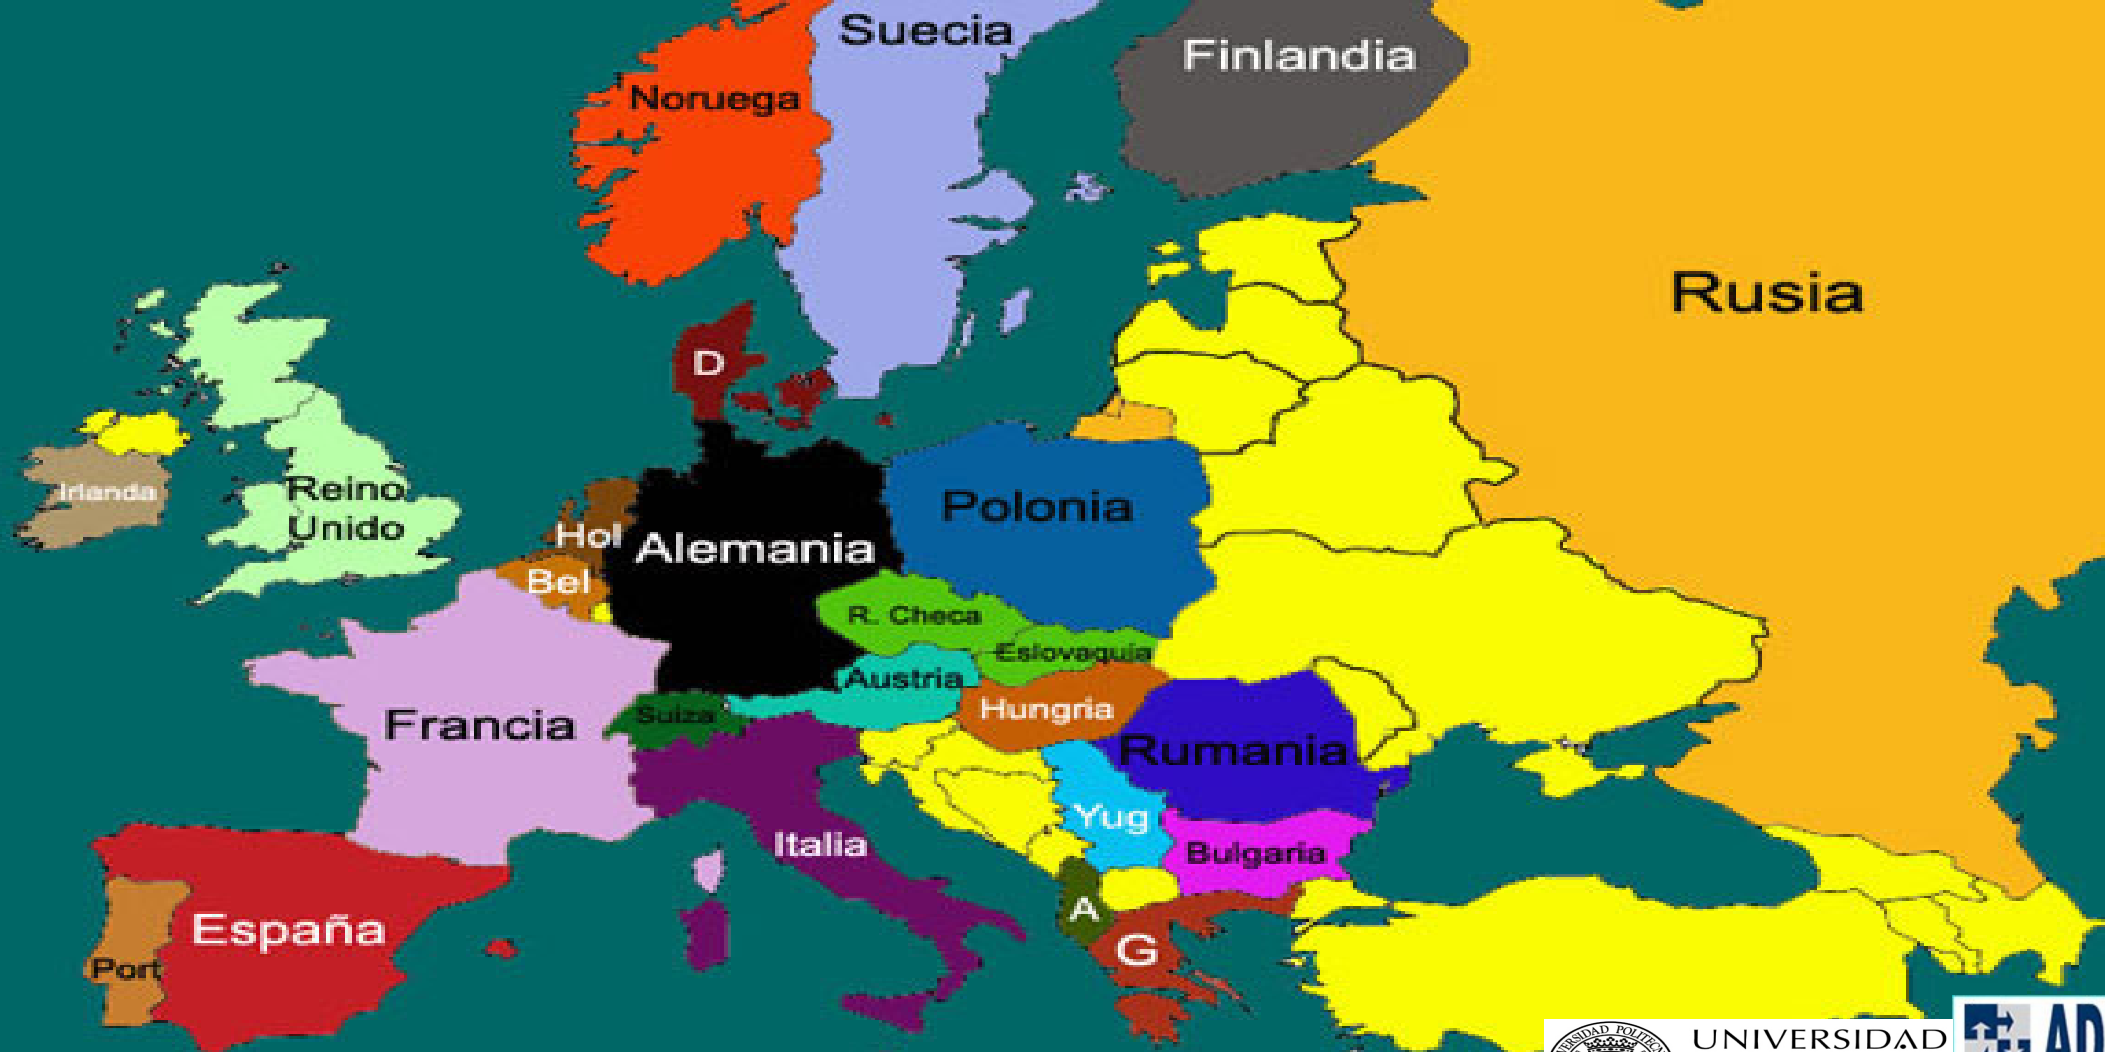 Suecia
Finlandia
Noruega
Rusia
D
Irlanda
Reino
Unido
Polonia
Hol
Alemania
Bel
R. Checa
Eslovaquia
Austria
Hungria
Suiza
Francia
Rumania
Yug
Italia
Bulgaria
A
España
G
Port
UNIVERSIDAD
AD